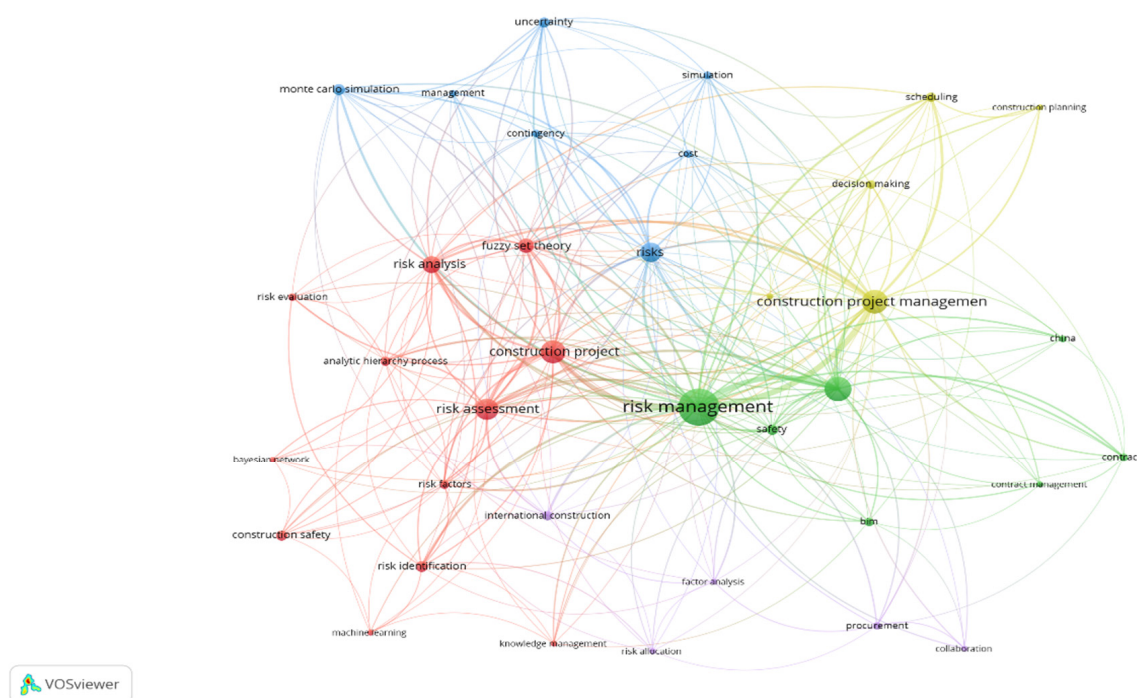 uncertainty
simulation
monte carlo simulation
management
scheduling
construction planning
contingency
cost
decision making
fuzzy set theory
risks
risk analysis
risk evaluation
construction project managemen
china
construction project
analytic hierarchy process
risk management
risk assessment
safety
bayesian network
contrac
risk factors
contract management
international construction
bim
construction safety
risk identification
factor analysis
machine learning
procurement
knowledge management
risk allocation
collaboration
VOSviewer